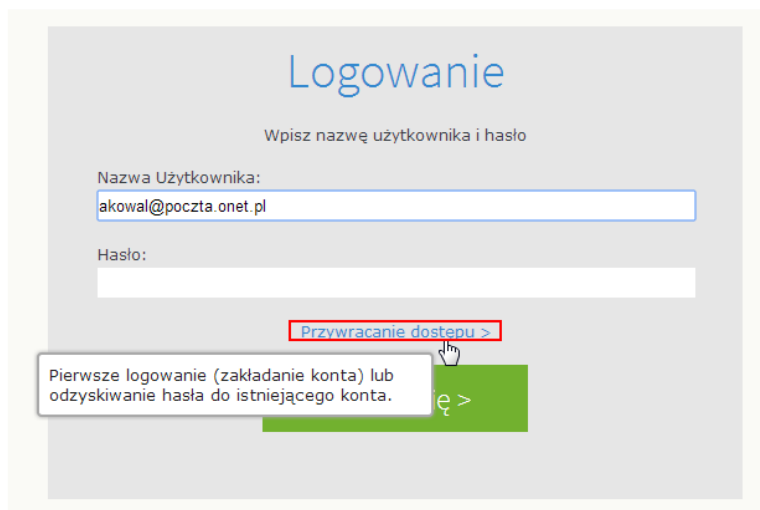 Logowanie
Wpisz nazwę użytkownika i hasło
Nazwa Użytkownika:
akowal@poczta.onet.pl
Hasło:
Przywracanie dostępu >
Pierwsze logowanie (zakładanie konta) lub
odzyskiwanie hasła do istniejącego konta.
ę >